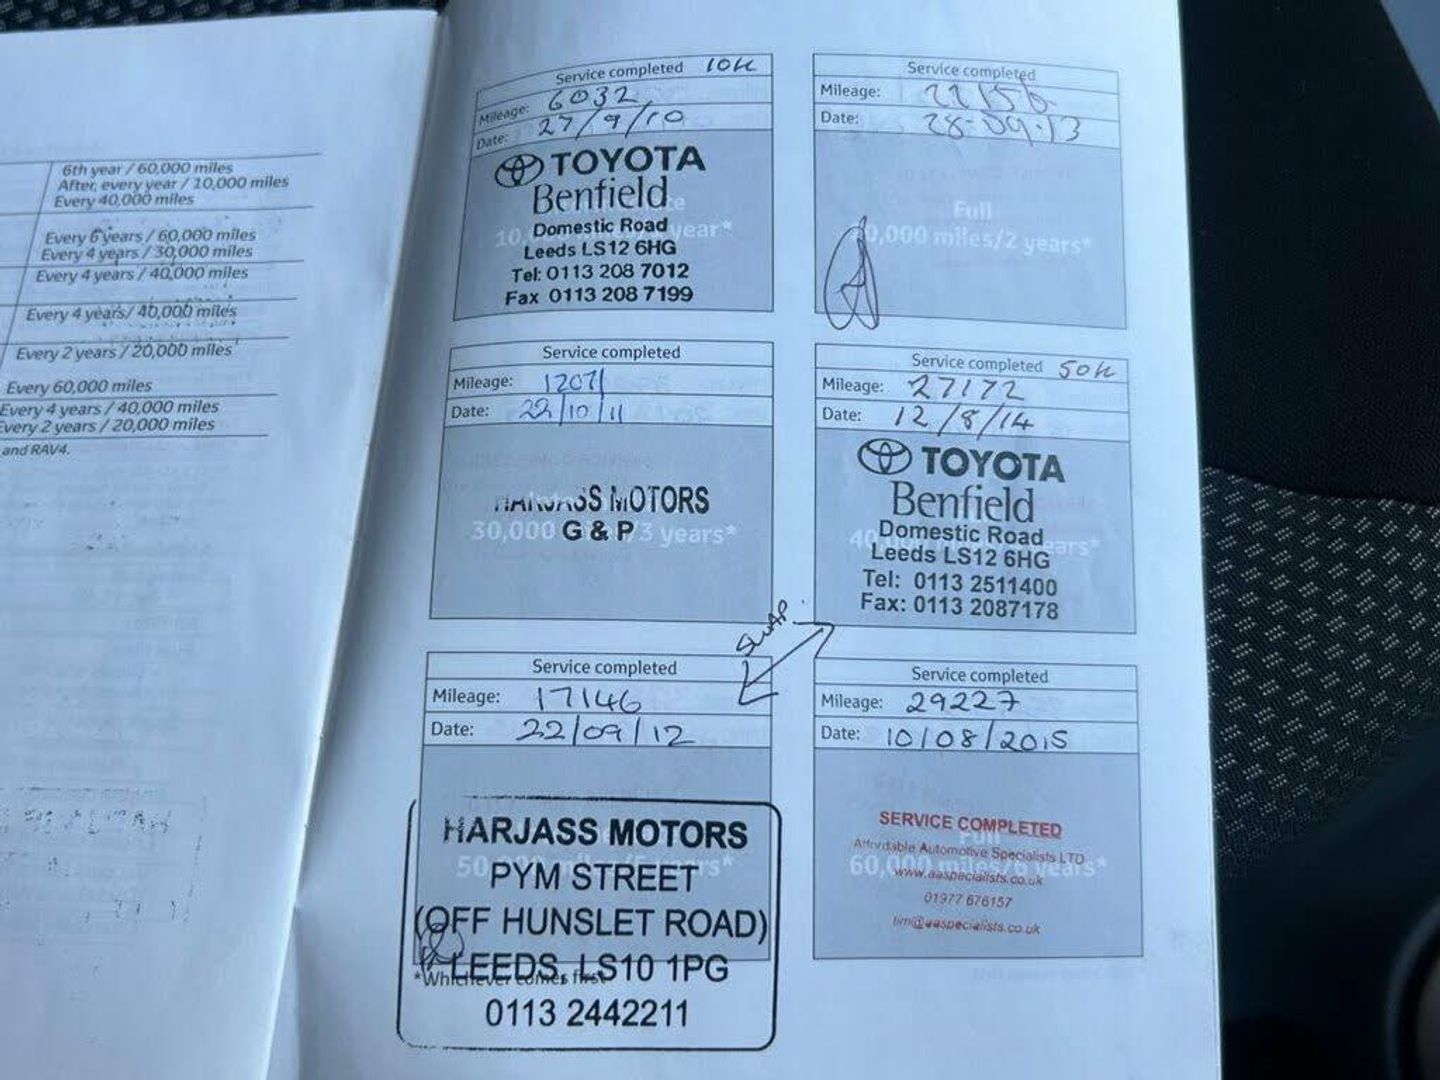 6th year / 60,000 miles
After, every year / 10,000 miles
Every 40,000 miles
Every 6 years / 60,000 miles
Every 4 years / 30,000 miles
Every 4 years / 40,000 miles
Every 4 years/ 40,000 miles
Every 2 years / 20,000 miles
Every 60,000 miles
Every 4 years / 40,000 miles
Every 2 years / 20,000 miles
and RAV4.
Service completed 10K
Mileage: 6032
Date: 27/9/10
TOYOTA
Benfield
Domestic Road
Leeds LS12 6HG
Tel: 0113 208 7012
Fax 0113 208 7199
Service completed
Mileage: 22156
Date: 28-09-13
Full
20,000 miles/2 years*
Service completed
Mileage: 12071
Date: 22/10/11
HARJASS MOTORS
G & P
30,000 /3 years*
Service completed 50K
Mileage: 27172
Date: 12/8/14
TOYOTA
Benfield
Domestic Road
Leeds LS12 6HG
Tel: 0113 2511400
Fax: 0113 2087178
SWAP
Service completed
Mileage: 17146
Date: 22/09/12
HARJASS MOTORS
PYM STREET
(OFF HUNSLET ROAD)
LEEDS, LS10 1PG
0113 2442211
*Whichever comes first
Service completed
Mileage: 29227
Date: 10/08/2015
SERVICE COMPLETED
Full
Affordable Automotive Specialists LTD
60,000 miles/6 years*
www.aaspecialists.co.uk
01977 676157
tim@aaspecialists.co.uk